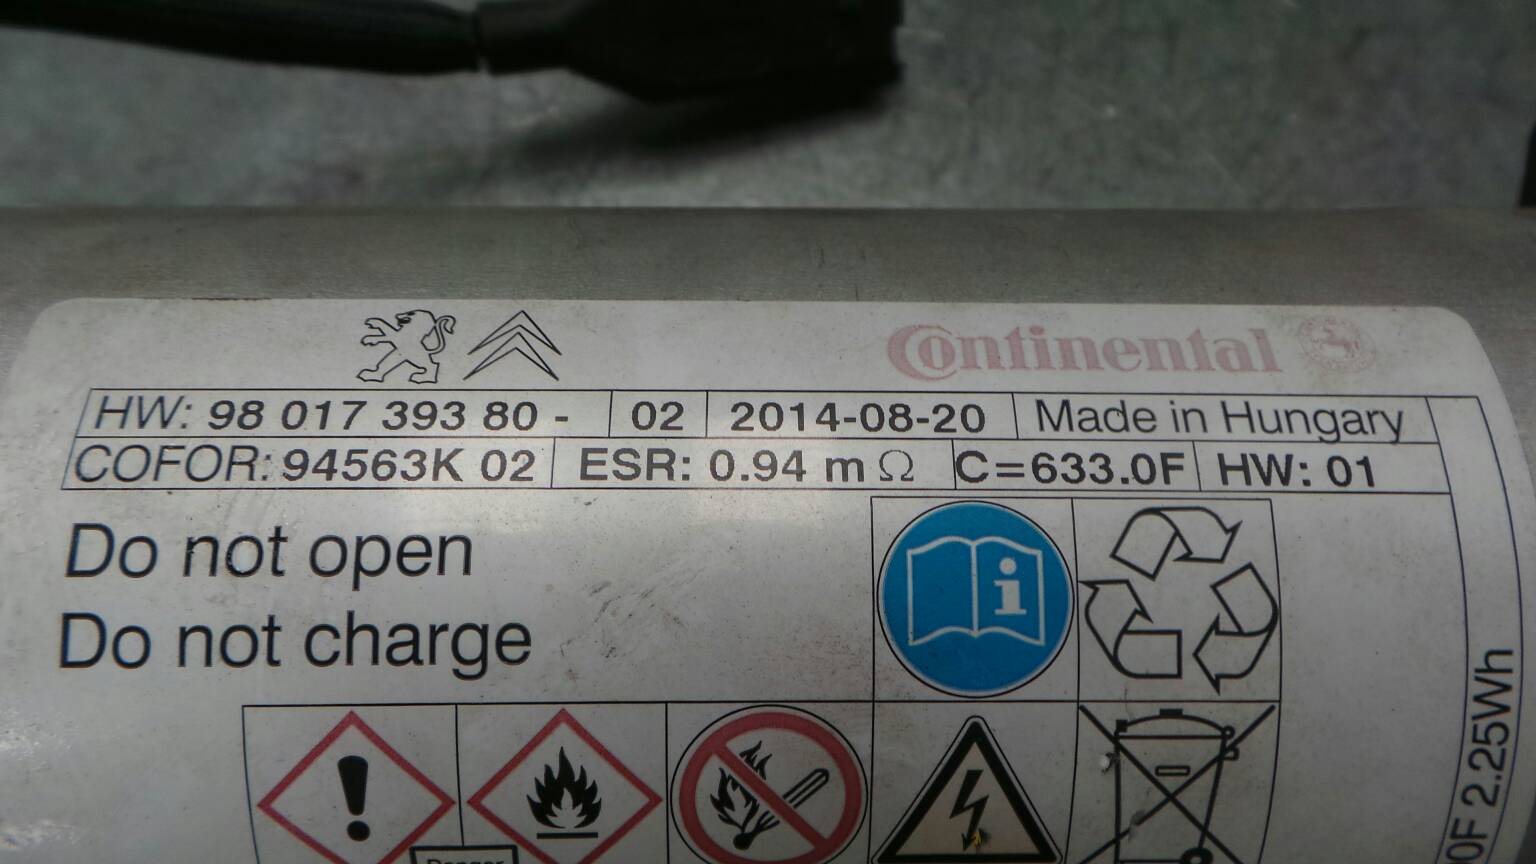 Continental
HW: 98 017 393 80 - 02 2014-08-20 Made in Hungary
COFOR: 94563K 02 ESR: 0.94 m Ω C=633.0F HW: 01
Do not open
Do not charge
i
0F 2.25Wh
Danger